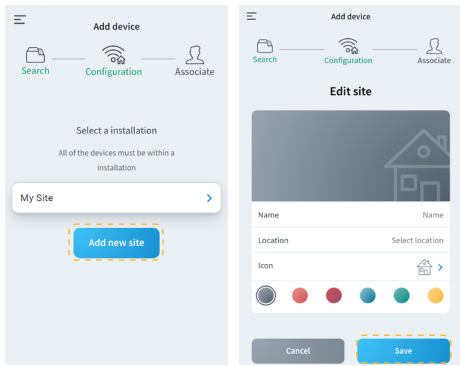 Add device
Search
Configuration
Associate
Select a installation
All of the devices must be within a
installation
My Site
Add new site
Add device
Search
Configuration
Associate
Edit site
Name
Name
Location
Select location
Icon
Cancel
Save